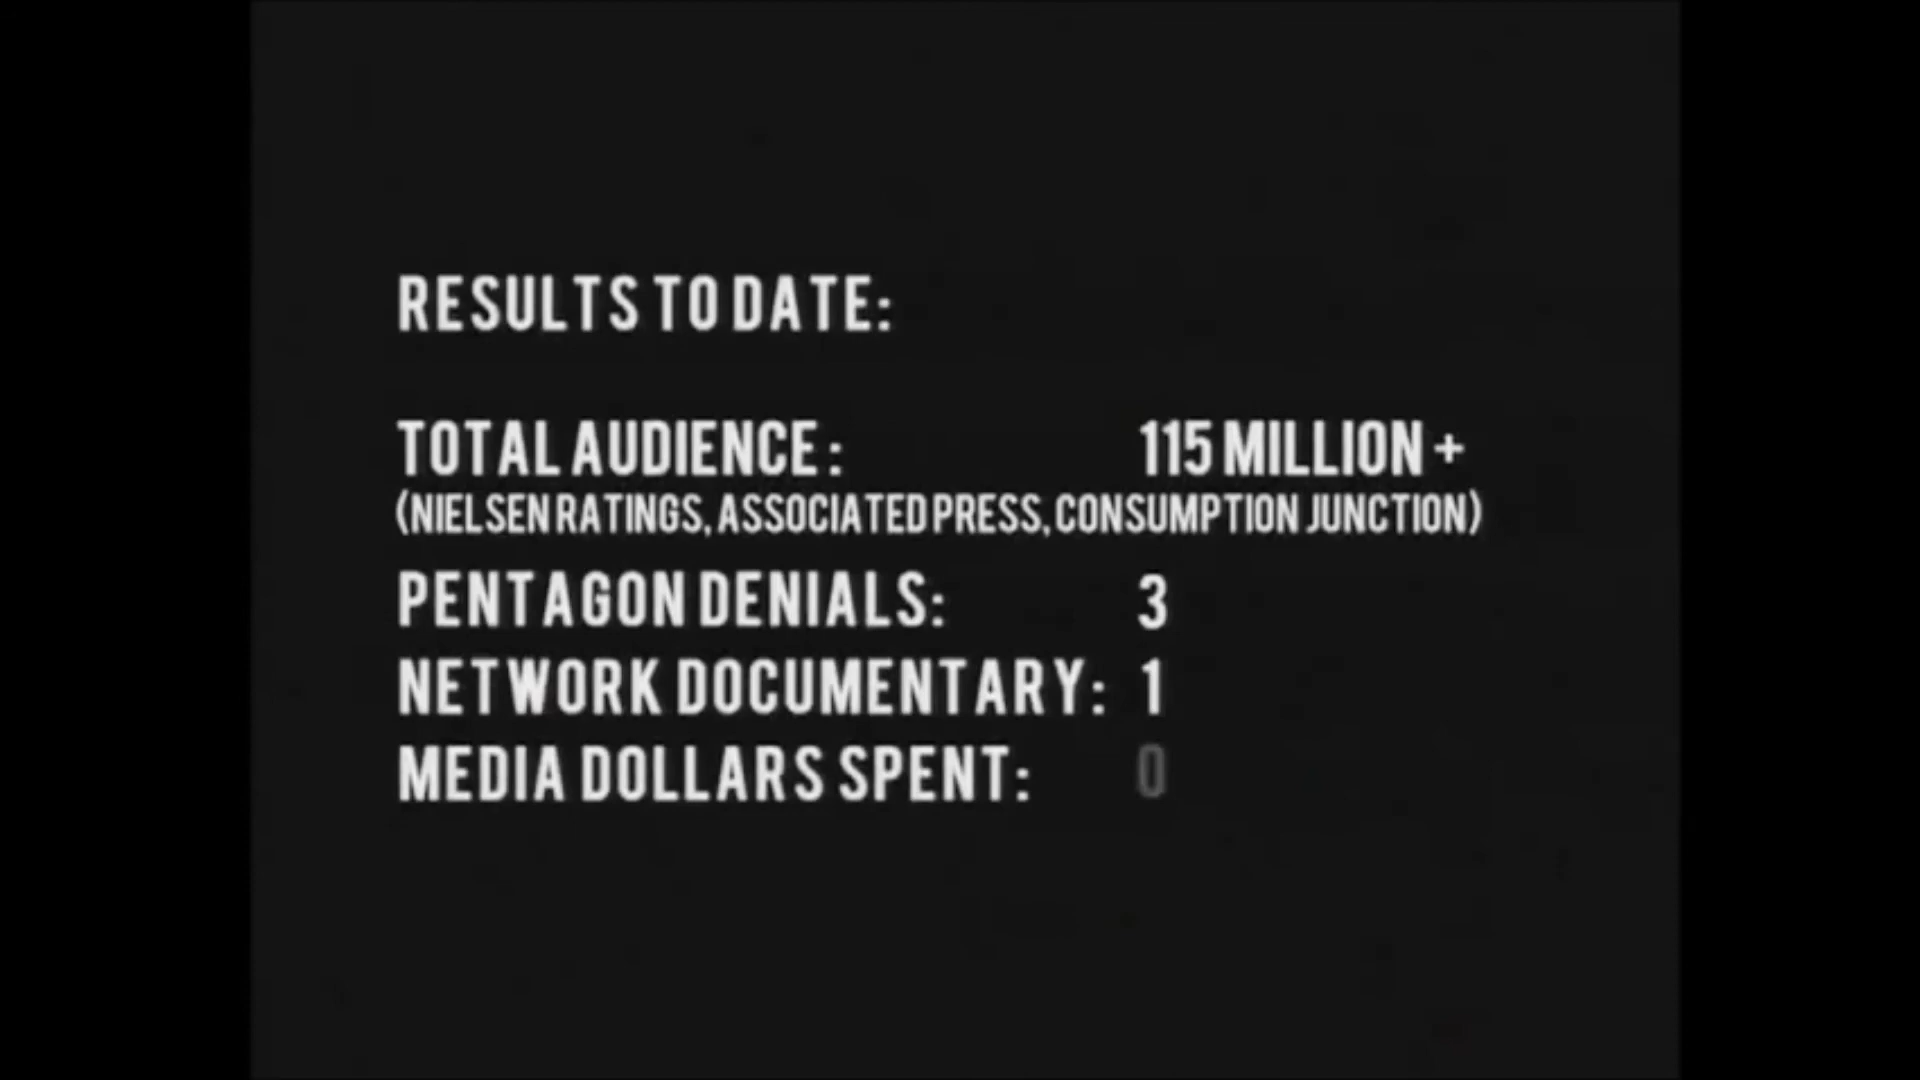 RESULTS TO DATE:
TOTAL AUDIENCE : 115 MILLION +
(NIELSEN RATINGS, ASSOCIATED PRESS, CONSUMPTION JUNCTION)
PENTAGON DENIALS: 3
NETWORK DOCUMENTARY: 1
MEDIA DOLLARS SPENT: 0